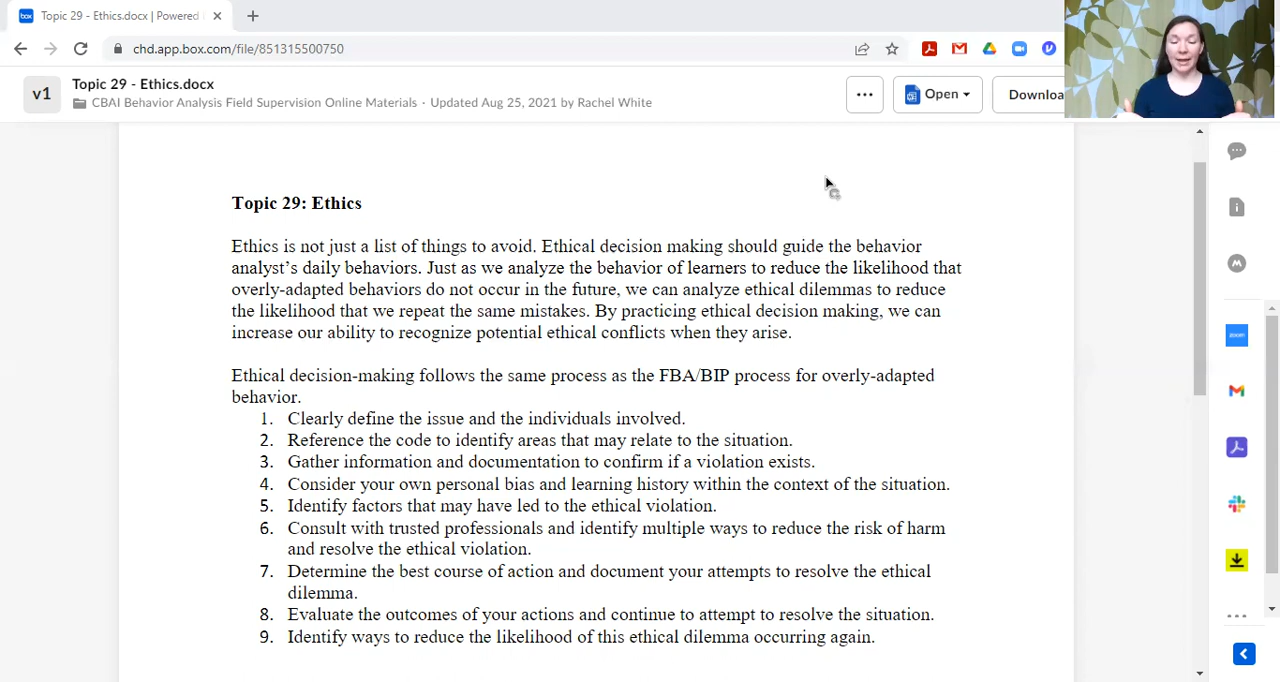 Topic 29 - Ethics.docx | Powered
chd.app.box.com/file/851315500750
v1
Topic 29 - Ethics.docx
CBAI Behavior Analysis Field Supervision Online Materials · Updated Aug 25, 2021 by Rachel White
Open
Downloa
Topic 29: Ethics
Ethics is not just a list of things to avoid. Ethical decision making should guide the behavior
analyst's daily behaviors. Just as we analyze the behavior of learners to reduce the likelihood that
overly-adapted behaviors do not occur in the future, we can analyze ethical dilemmas to reduce
the likelihood that we repeat the same mistakes. By practicing ethical decision making, we can
increase our ability to recognize potential ethical conflicts when they arise.
Ethical decision-making follows the same process as the FBA/BIP process for overly-adapted
behavior.
1. Clearly define the issue and the individuals involved.
2. Reference the code to identify areas that may relate to the situation.
3. Gather information and documentation to confirm if a violation exists.
4. Consider your own personal bias and learning history within the context of the situation.
5. Identify factors that may have led to the ethical violation.
6. Consult with trusted professionals and identify multiple ways to reduce the risk of harm
and resolve the ethical violation.
7. Determine the best course of action and document your attempts to resolve the ethical
dilemma.
8. Evaluate the outcomes of your actions and continue to attempt to resolve the situation.
9. Identify ways to reduce the likelihood of this ethical dilemma occurring again.